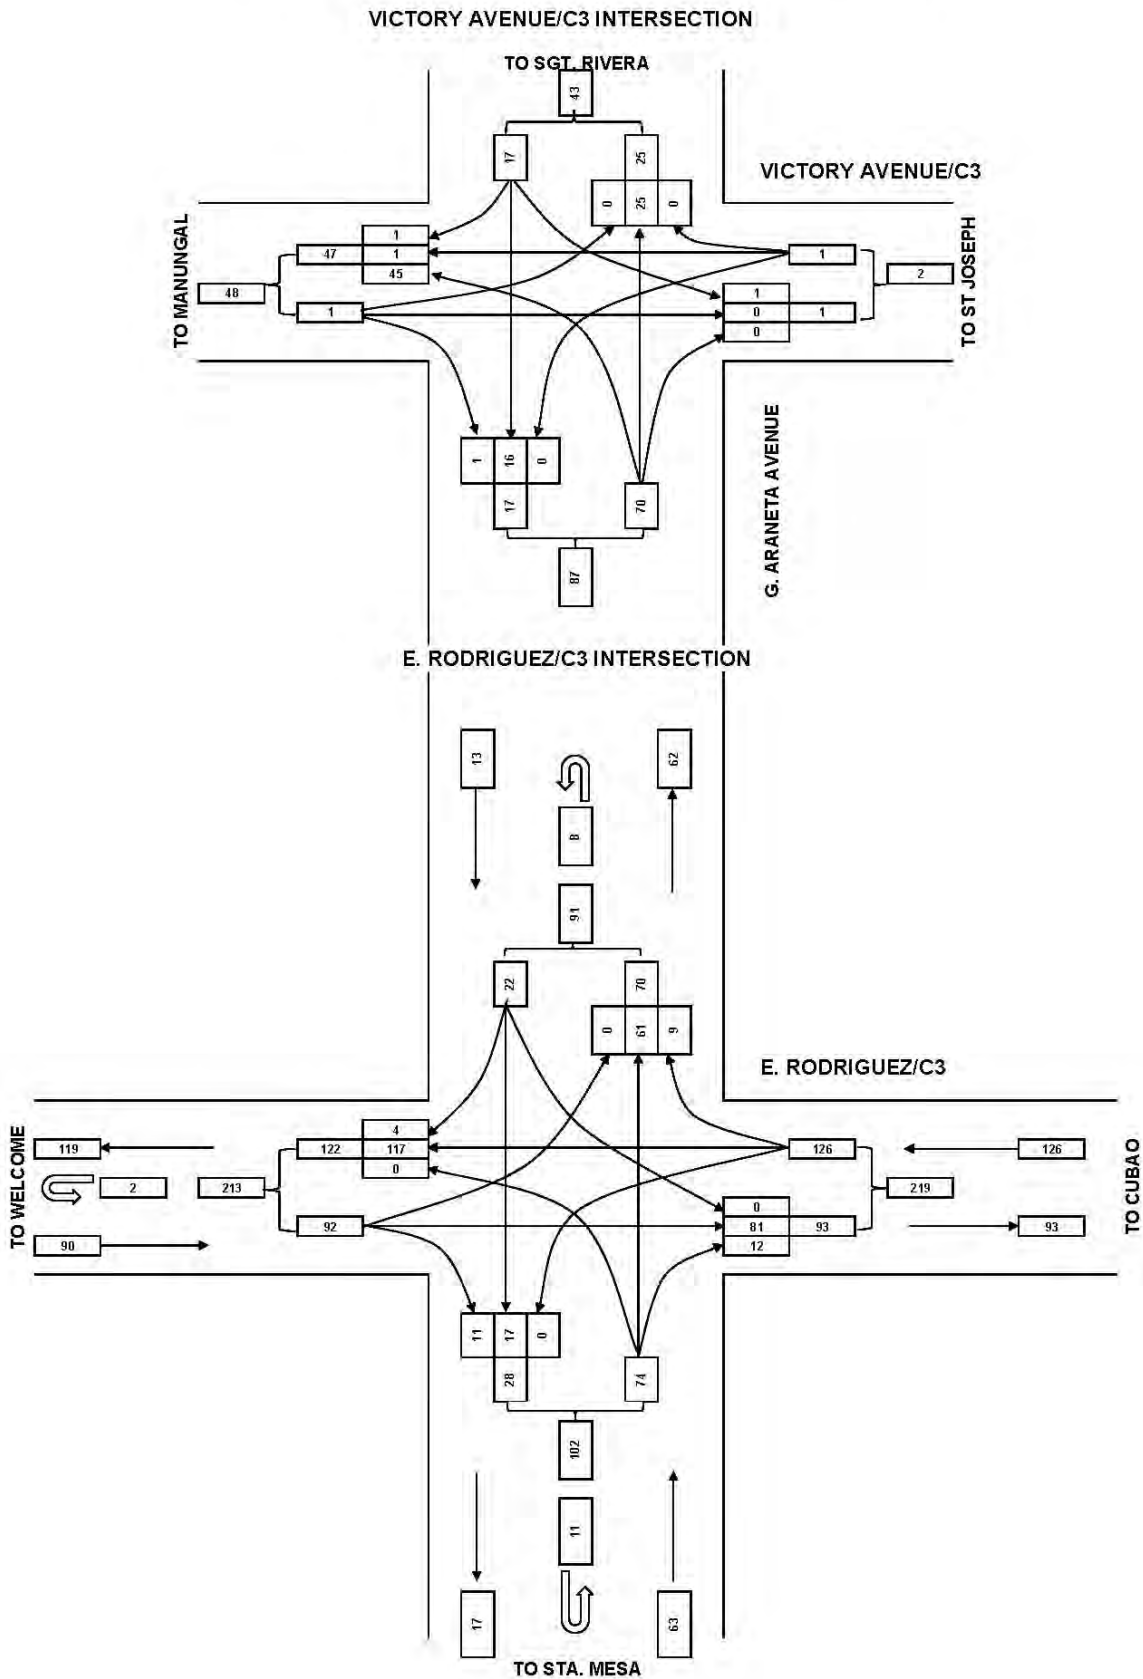 VICTORY AVENUE/C3 INTERSECTION
TO SGT. RIVERA
43
17
25
VICTORY AVENUE/C3
0 25 0
TO MANUNGAL
1
47 1
45
1
2
TO ST JOSEPH
48
1
1
0 1
0
1 16 0
17
70
87
G. ARANETA AVENUE
E. RODRIGUEZ/C3 INTERSECTION
13
62
8
91
22
70
0 61 9
E. RODRIGUEZ/C3
TO WELCOME
119
4
122 117
0
126
126
2
213
219
TO CUBAO
90
92
0
81 93
12
93
11 17 0
28
74
102
11
17
63
TO STA. MESA